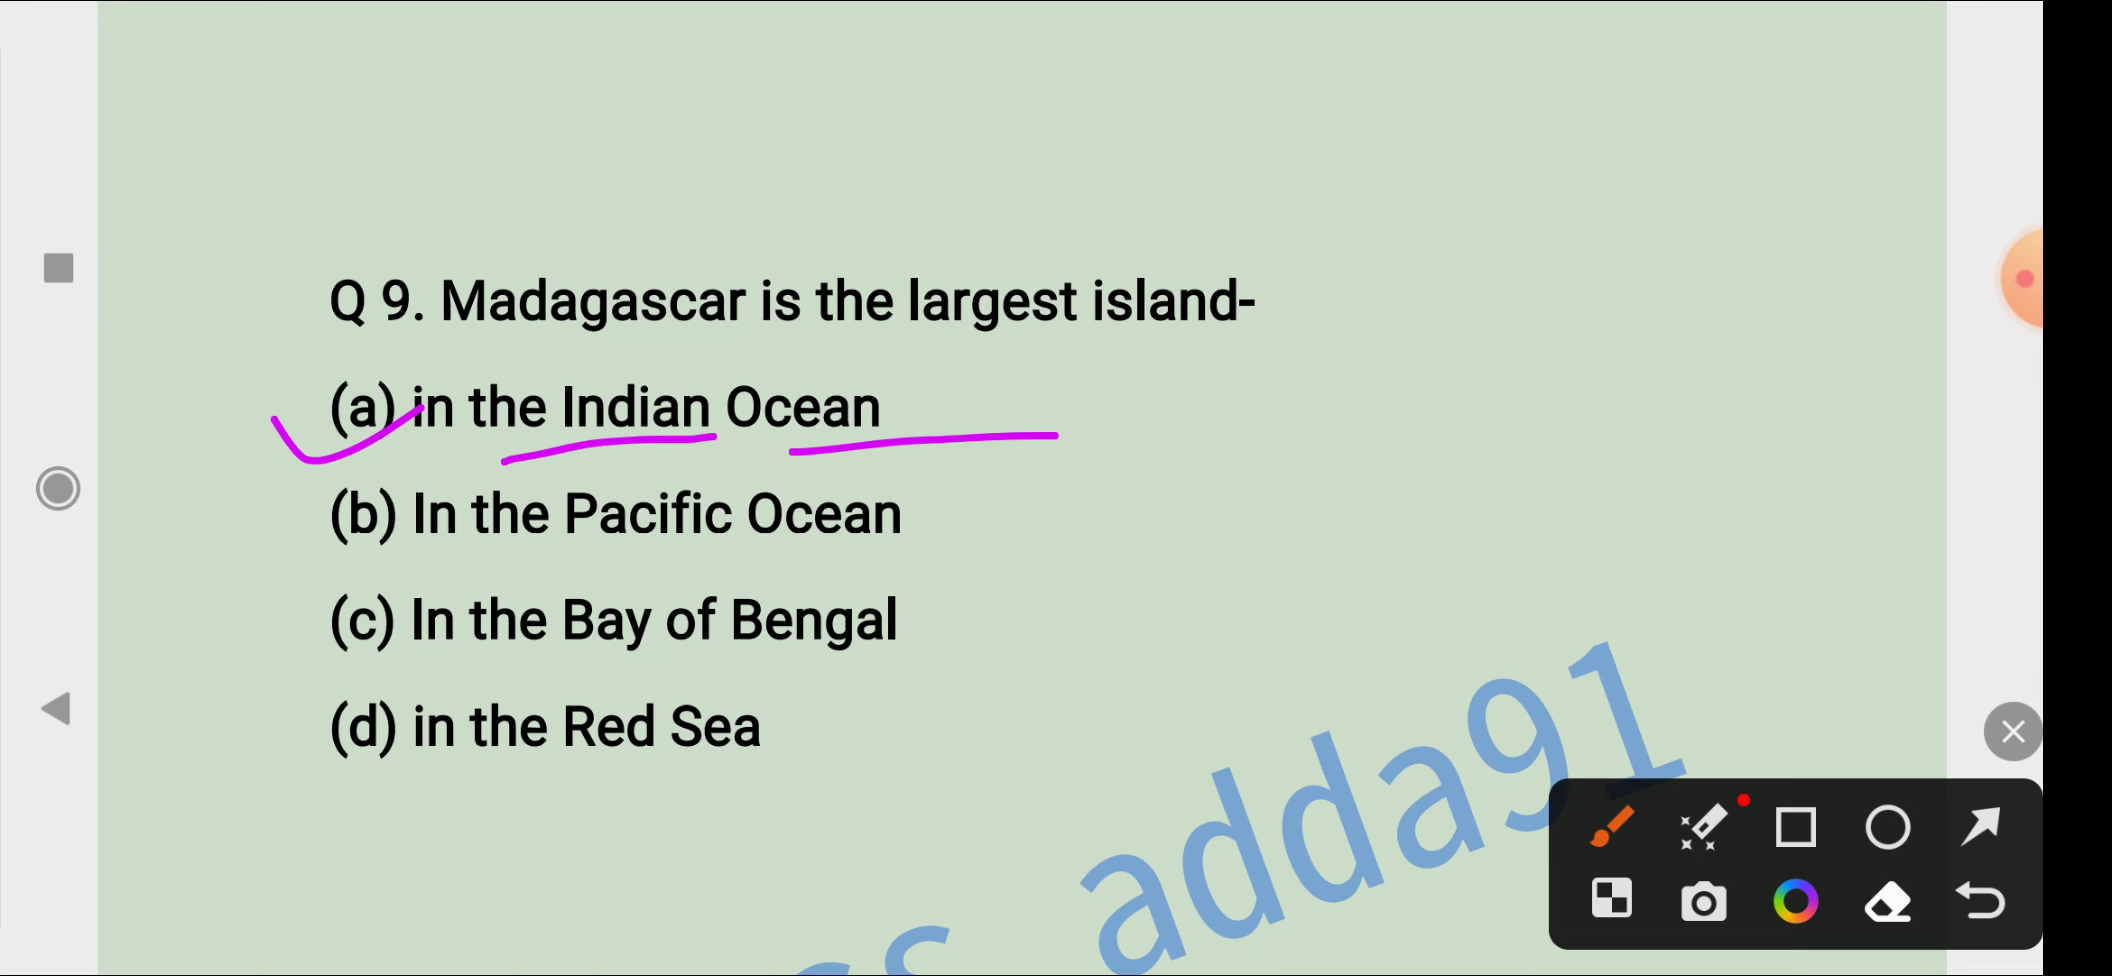 Q 9. Madagascar is the largest island-
(a) in the Indian Ocean
(b) In the Pacific Ocean
(c) In the Bay of Bengal
(d) in the Red Sea
adda91